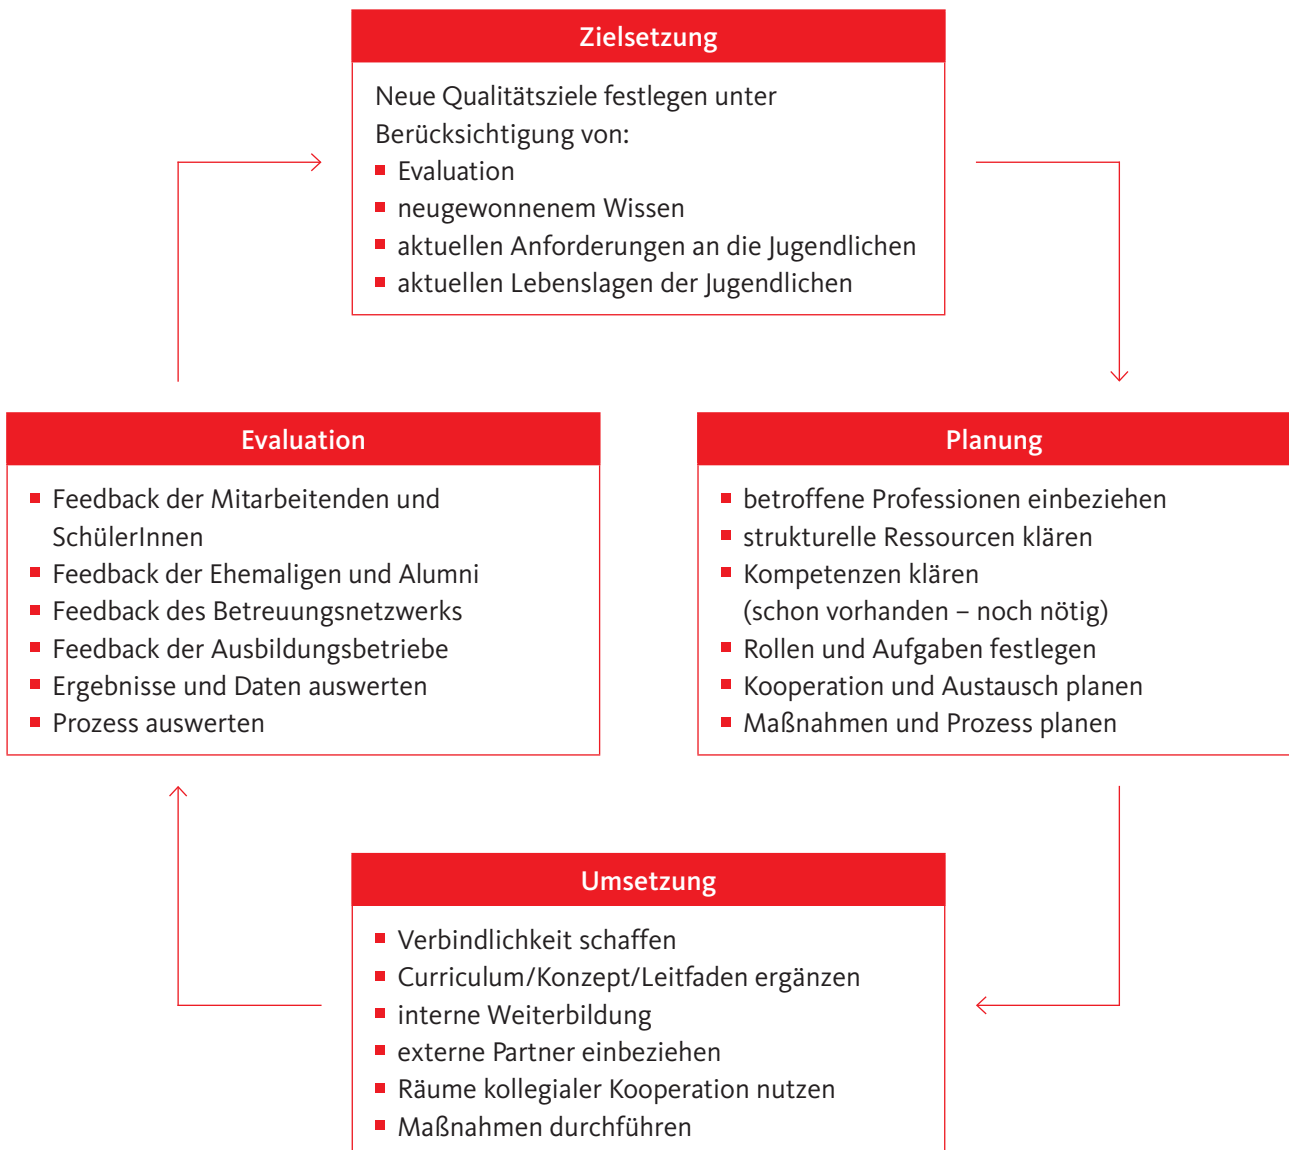 Zielsetzung
Neue Qualitätsziele festlegen unter
Berücksichtigung von:
▪ Evaluation
▪ neugewonnenem Wissen
▪ aktuellen Anforderungen an die Jugendlichen
▪ aktuellen Lebenslagen der Jugendlichen
Evaluation
▪ Feedback der Mitarbeitenden und
SchülerInnen
▪ Feedback der Ehemaligen und Alumni
▪ Feedback des Betreuungsnetzwerks
▪ Feedback der Ausbildungsbetriebe
▪ Ergebnisse und Daten auswerten
▪ Prozess auswerten
Planung
▪ betroffene Professionen einbeziehen
▪ strukturelle Ressourcen klären
▪ Kompetenzen klären
(schon vorhanden – noch nötig)
▪ Rollen und Aufgaben festlegen
▪ Kooperation und Austausch planen
▪ Maßnahmen und Prozess planen
Umsetzung
▪ Verbindlichkeit schaffen
▪ Curriculum/Konzept/Leitfaden ergänzen
▪ interne Weiterbildung
▪ externe Partner einbeziehen
▪ Räume kollegialer Kooperation nutzen
▪ Maßnahmen durchführen